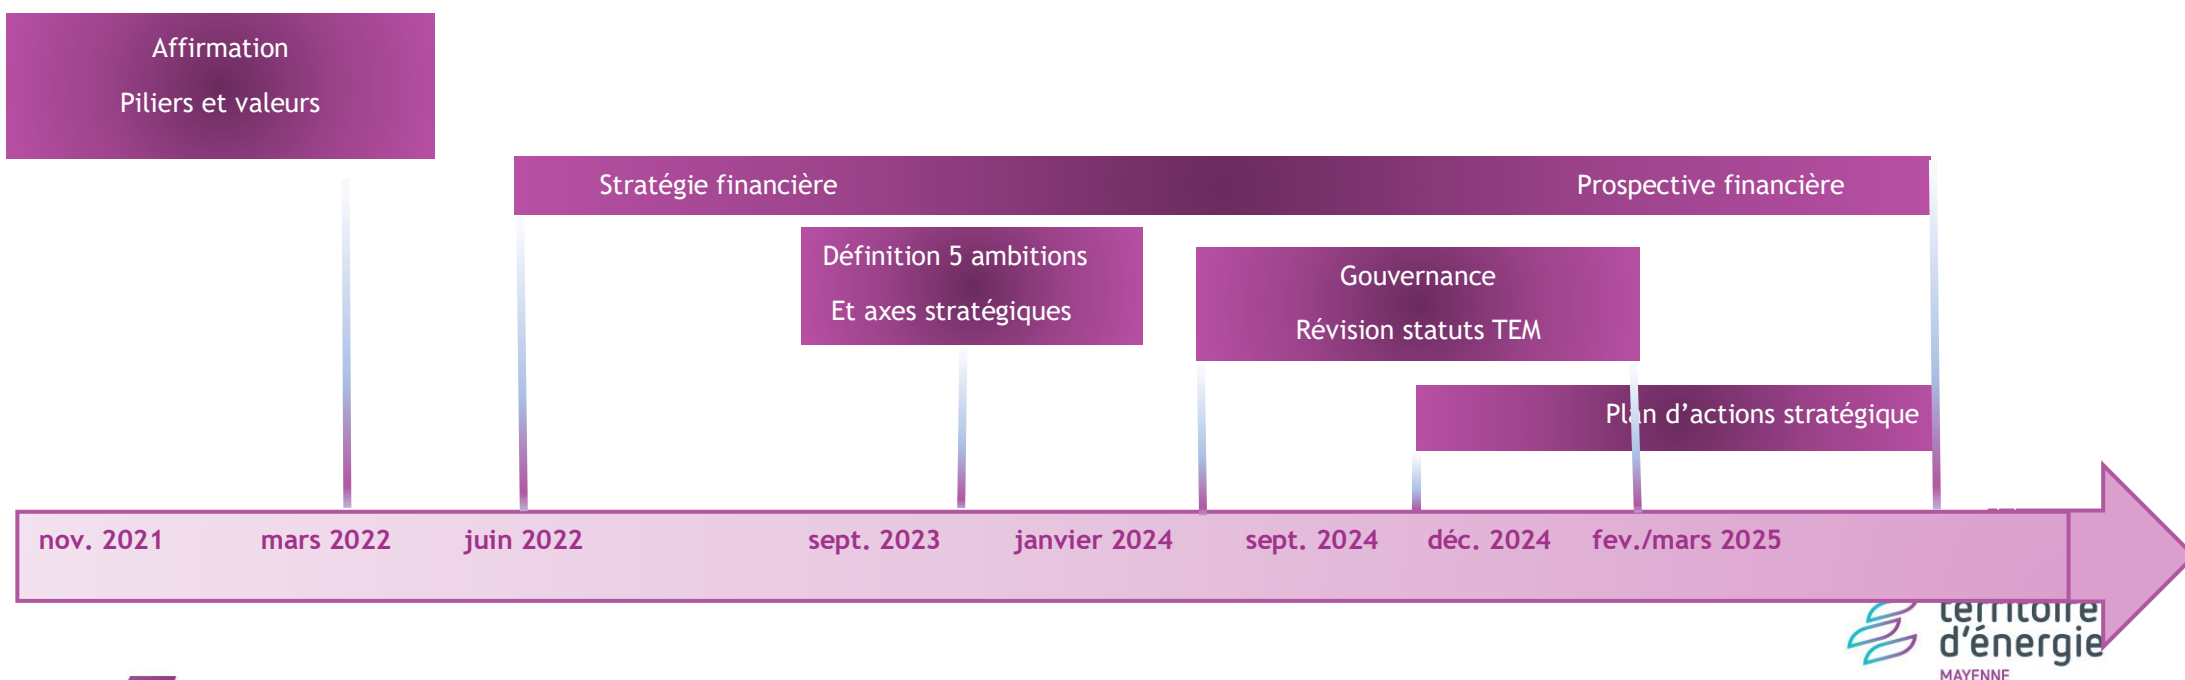 Affirmation
Piliers et valeurs
Stratégie financière
Prospective financière
Définition 5 ambitions
Et axes stratégiques
Gouvernance
Révision statuts TEM
Plan d’actions stratégique
nov. 2021
mars 2022
juin 2022
sept. 2023
janvier 2024
sept. 2024
déc. 2024
fev./mars 2025
territoire
d'énergie
MAYENNE